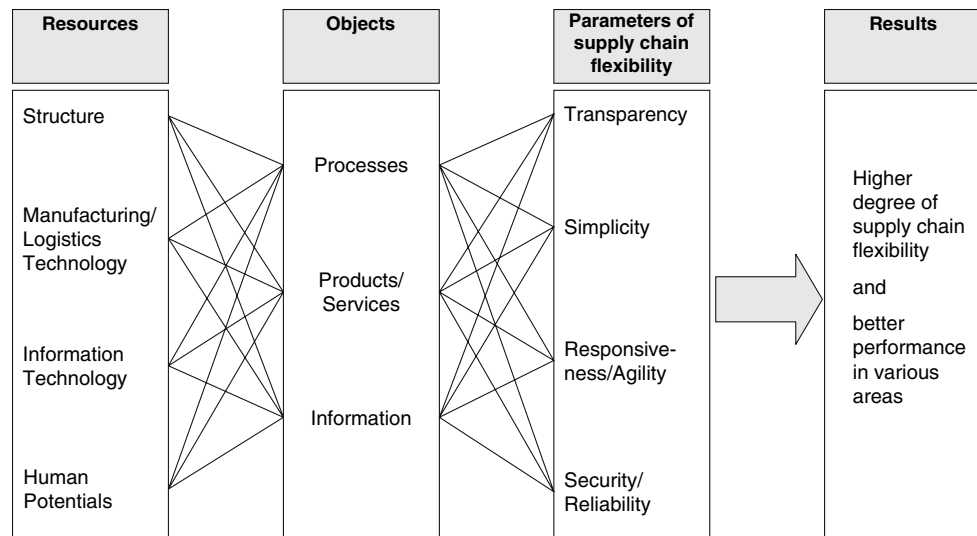 Resources
Objects
Parameters of
supply chain
flexibility
Results
Structure
Manufacturing/
Logistics
Technology
Information
Technology
Human
Potentials
Processes
Products/
Services
Information
Transparency
Simplicity
Responsive-
ness/Agility
Security/
Reliability
Higher
degree of
supply chain
flexibility
and
better
performance
in various
areas